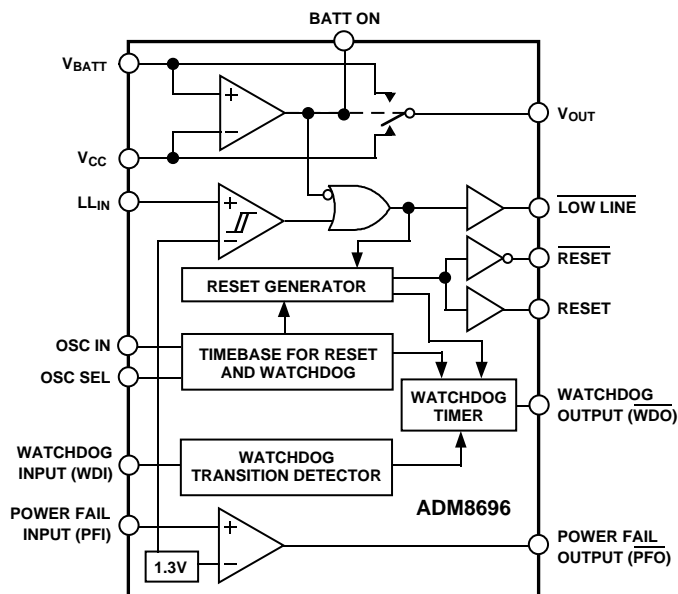 BATT ON
VBATT
VOUT
VCC
LLIN
LOW LINE
RESET
RESET GENERATOR
RESET
OSC IN
OSC SEL
TIMEBASE FOR RESET
AND WATCHDOG
WATCHDOG
TIMER
WATCHDOG
OUTPUT (WDO)
WATCHDOG
INPUT (WDI)
WATCHDOG
TRANSITION DETECTOR
ADM8696
POWER FAIL
INPUT (PFI)
1.3V
POWER FAIL
OUTPUT (PFO)